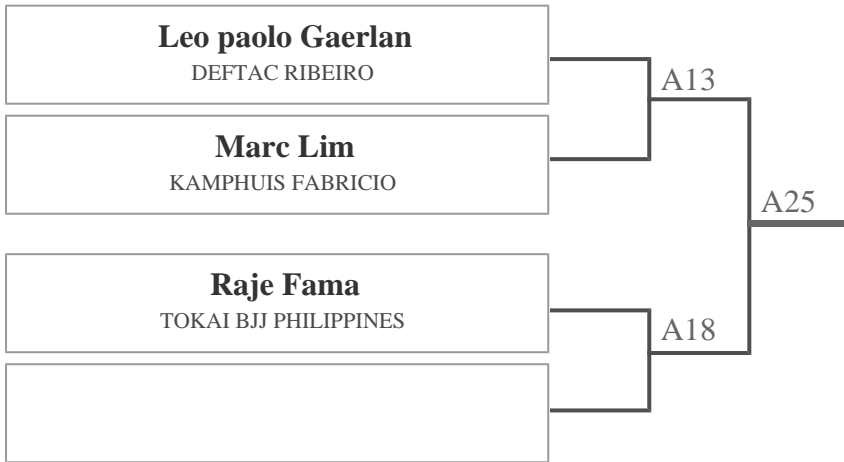 Leo paolo Gaerlan
DEFTAC RIBEIRO
A13
Marc Lim
KAMPHUIS FABRICIO
A25
Raje Fama
TOKAI BJJ PHILIPPINES
A18